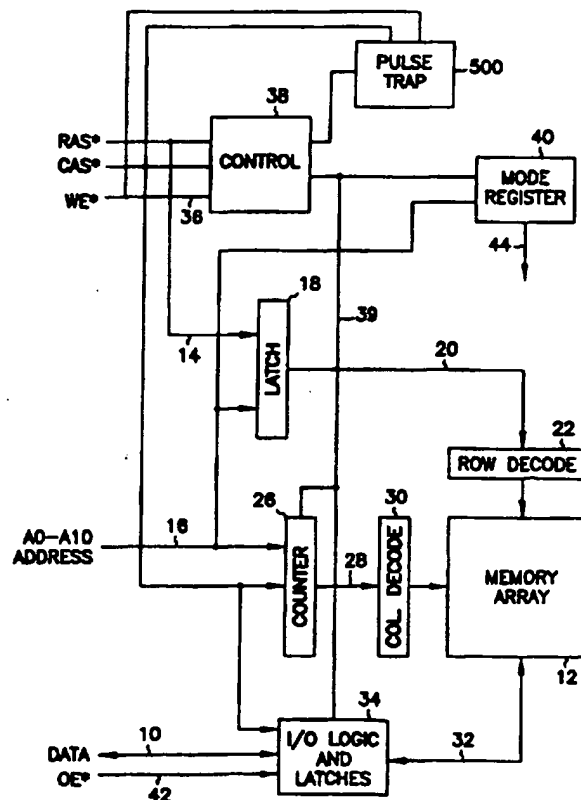 PULSE
TRAP
500
38
RAS*
CAS*
WE*
36
CONTROL
40
MODE
REGISTER
44
18
39
14
LATCH
20
22
ROW DECODE
26
30
A0-A10
ADDRESS
16
COUNTER
28
COL. DECODE
MEMORY
ARRAY
12
34
DATA
10
I/O LOGIC
AND
LATCHES
32
OE*
42